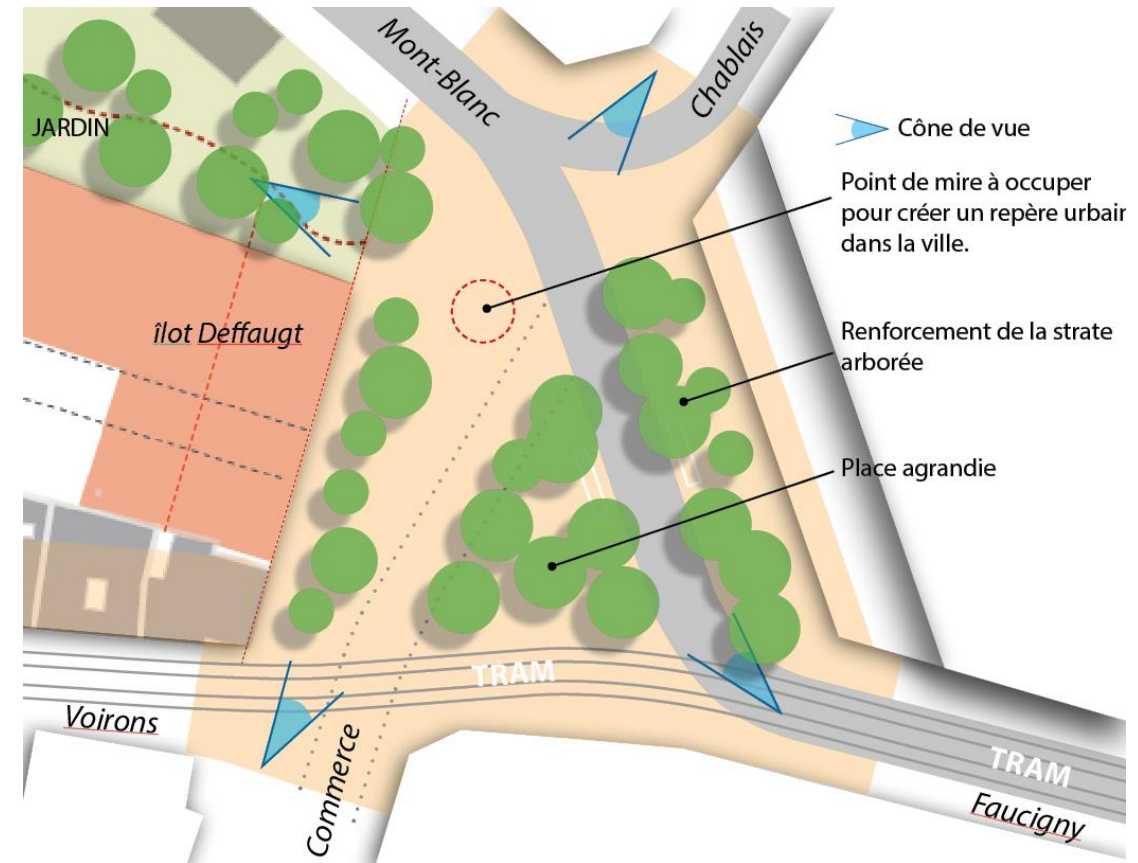 Mont-Blanc
Chablais
JARDIN
Cône de vue
Point de mire à occuper
pour créer un repère urbain
dans la ville.
îlot Deffaugt
Renforcement de la strate
arborée
Place agrandie
TRAM
Voirons
Commerce
TRAM
Faucigny